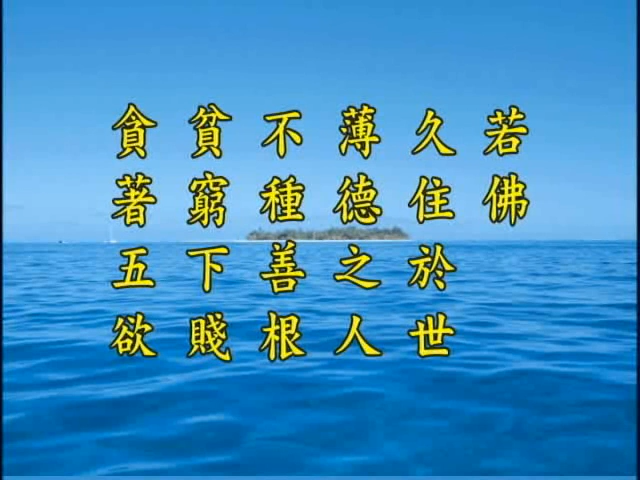 若佛
久住於世
薄德之人
不種善根
貧窮下賤
貪著五欲